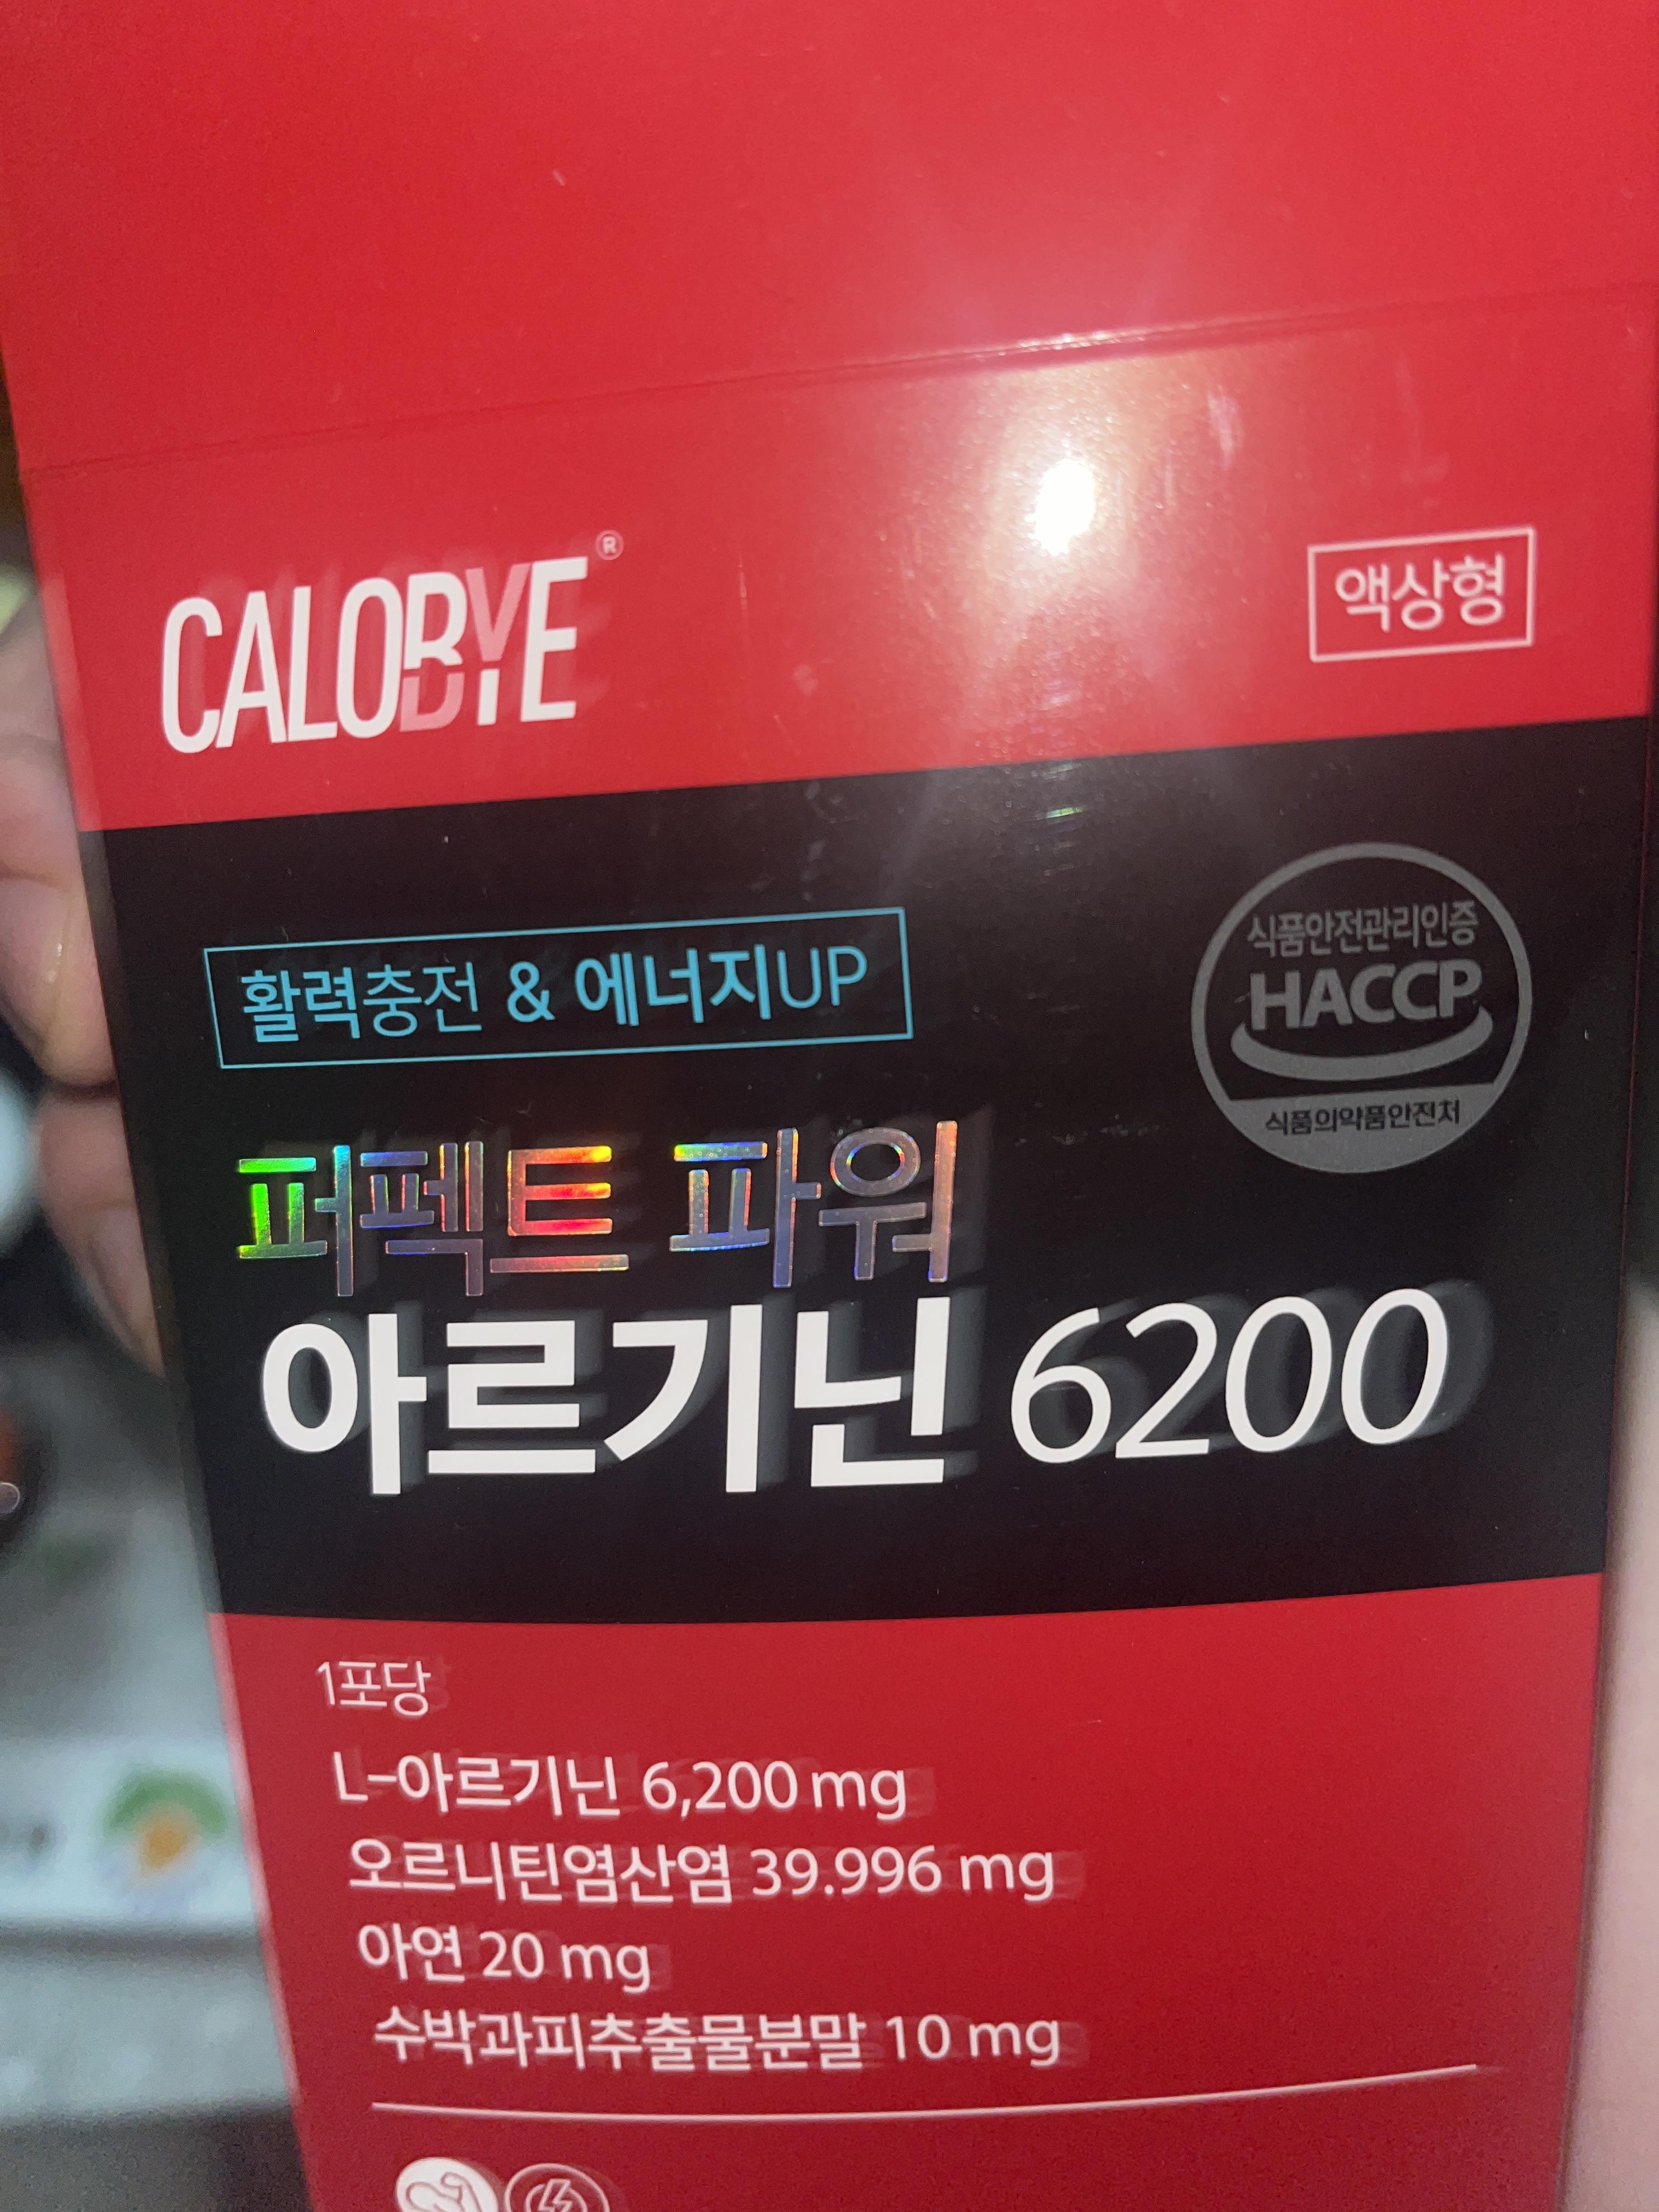 CALOBYE®
액상형
활력충전 & 에너지UP
식품안전관리인증
HACCP
식품의약품안전처
퍼펙트 파워
아르기닌 6200
1포당
L-아르기닌 6,200 mg
오르니틴염산염 39.996 mg
아연 20 mg
수박과피추출물분말 10 mg